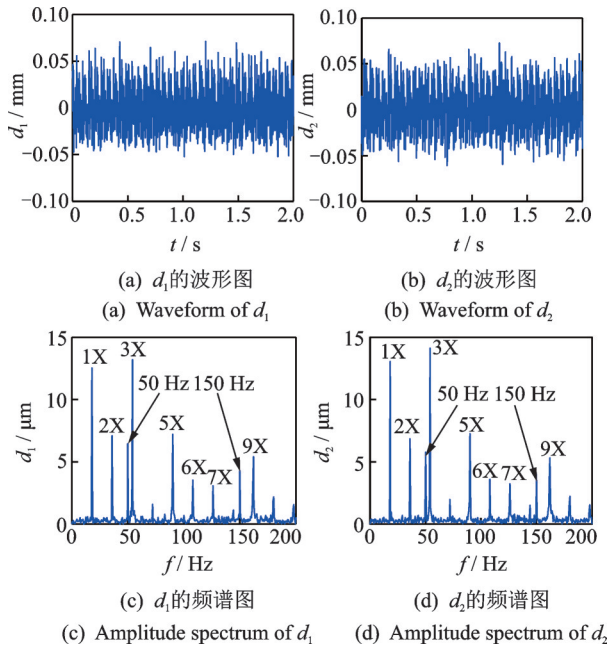 0.10
0.05
0
−0.05
−0.10
d₁ / mm
0 0.5 1.0 1.5 2.0
t / s
(a) d₁的波形图
(a) Waveform of d₁
0.10
0.05
0
−0.05
−0.10
d₂ / mm
0 0.5 1.0 1.5 2.0
t / s
(b) d₂的波形图
(b) Waveform of d₂
15
10
5
0
d₁ / μm
1X
2X
3X
50 Hz 150 Hz
5X
6X
7X
9X
0 50 100 150 200
f / Hz
(c) d₁的频谱图
(c) Amplitude spectrum of d₁
15
10
5
0
d₂ / μm
1X
2X
3X
50 Hz 150 Hz
5X
6X
7X
9X
0 50 100 150 200
f / Hz
(d) d₂的频谱图
(d) Amplitude spectrum of d₂